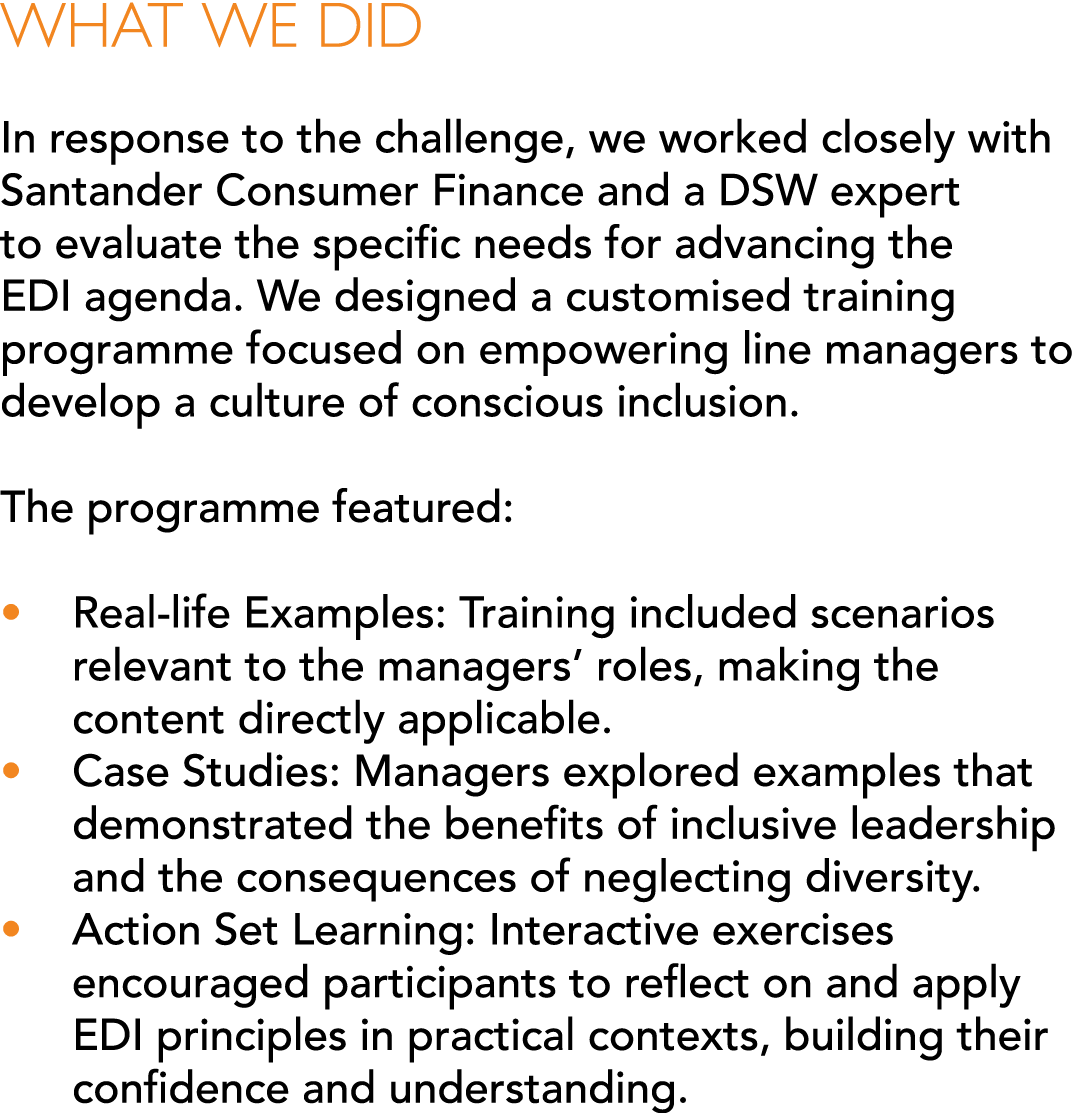 WHAT WE DID
In response to the challenge, we worked closely with
Santander Consumer Finance and a DSW expert
to evaluate the specific needs for advancing the
EDI agenda. We designed a customised training
programme focused on empowering line managers to
develop a culture of conscious inclusion.
The programme featured:
• Real-life Examples: Training included scenarios
relevant to the managers’ roles, making the
content directly applicable.
• Case Studies: Managers explored examples that
demonstrated the benefits of inclusive leadership
and the consequences of neglecting diversity.
• Action Set Learning: Interactive exercises
encouraged participants to reflect on and apply
EDI principles in practical contexts, building their
confidence and understanding.